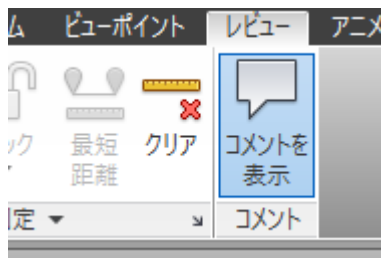 ム ビューポイント レビュー アニメ
ック 最短 クリア コメントを
距離 表示
定 コメント